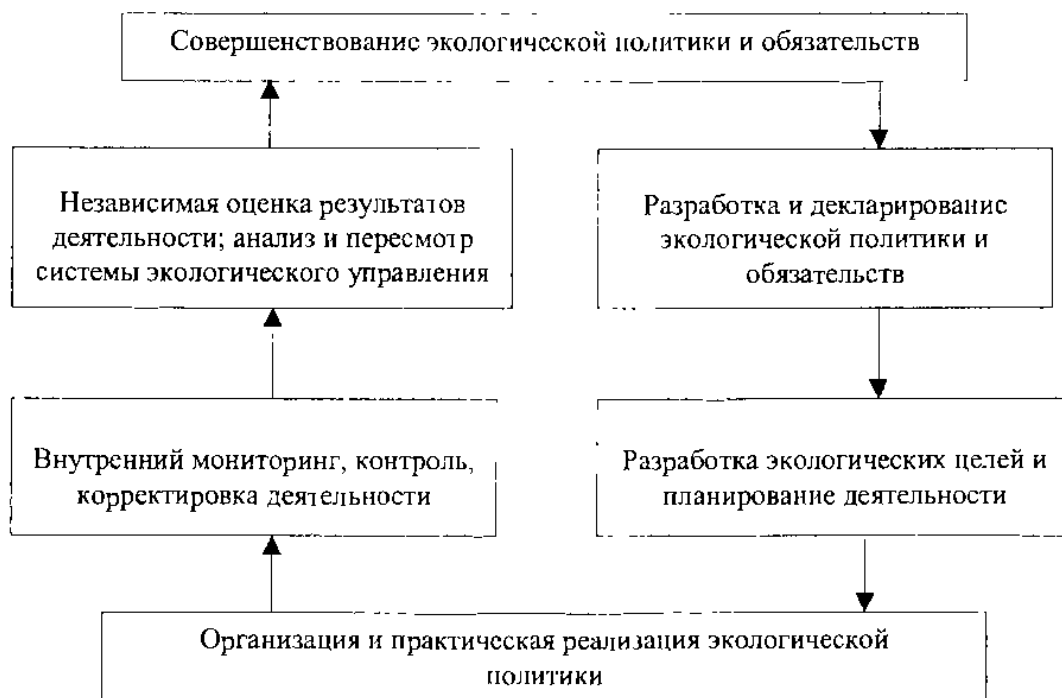 Совершенствование экологической политики и обязательств
Независимая оценка результатов
деятельности; анализ и пересмотр
системы экологического управления
Разработка и декларирование
экологической политики и
обязательств
Внутренний мониторинг, контроль,
корректировка деятельности
Разработка экологических целей и
планирование деятельности
Организация и практическая реализация экологической
политики